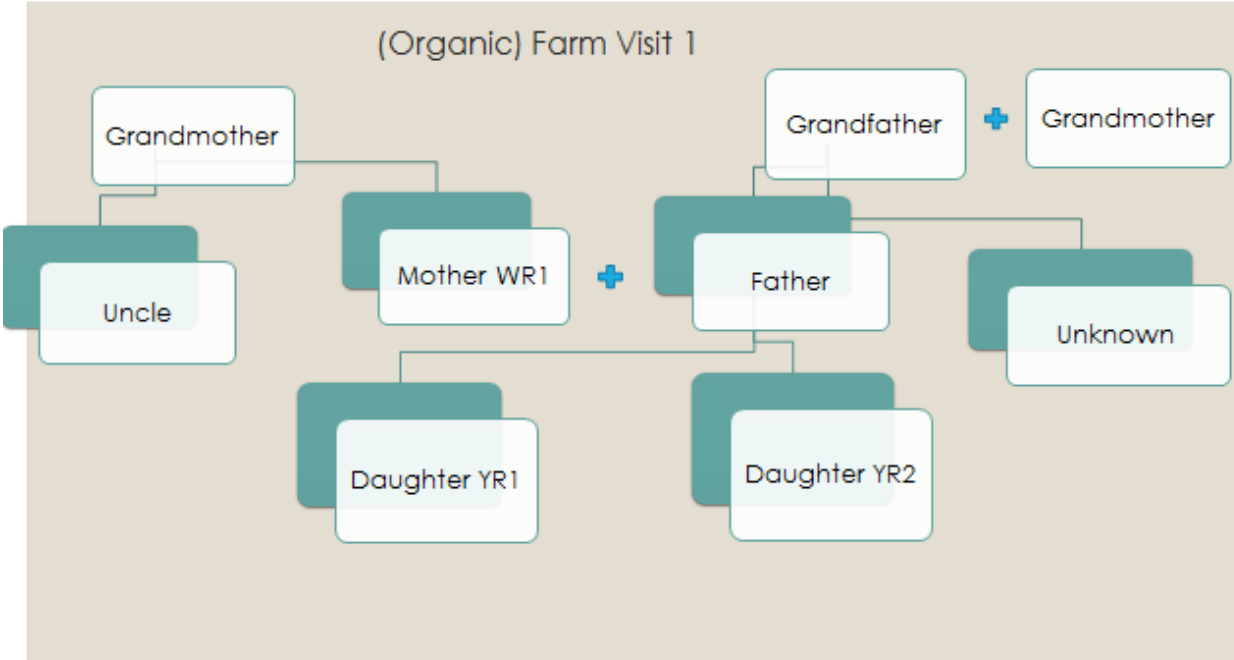 (Organic) Farm Visit 1
Grandmother
Grandfather
Grandmother
Uncle
Mother WR1
Father
Unknown
Daughter YR1
Daughter YR2